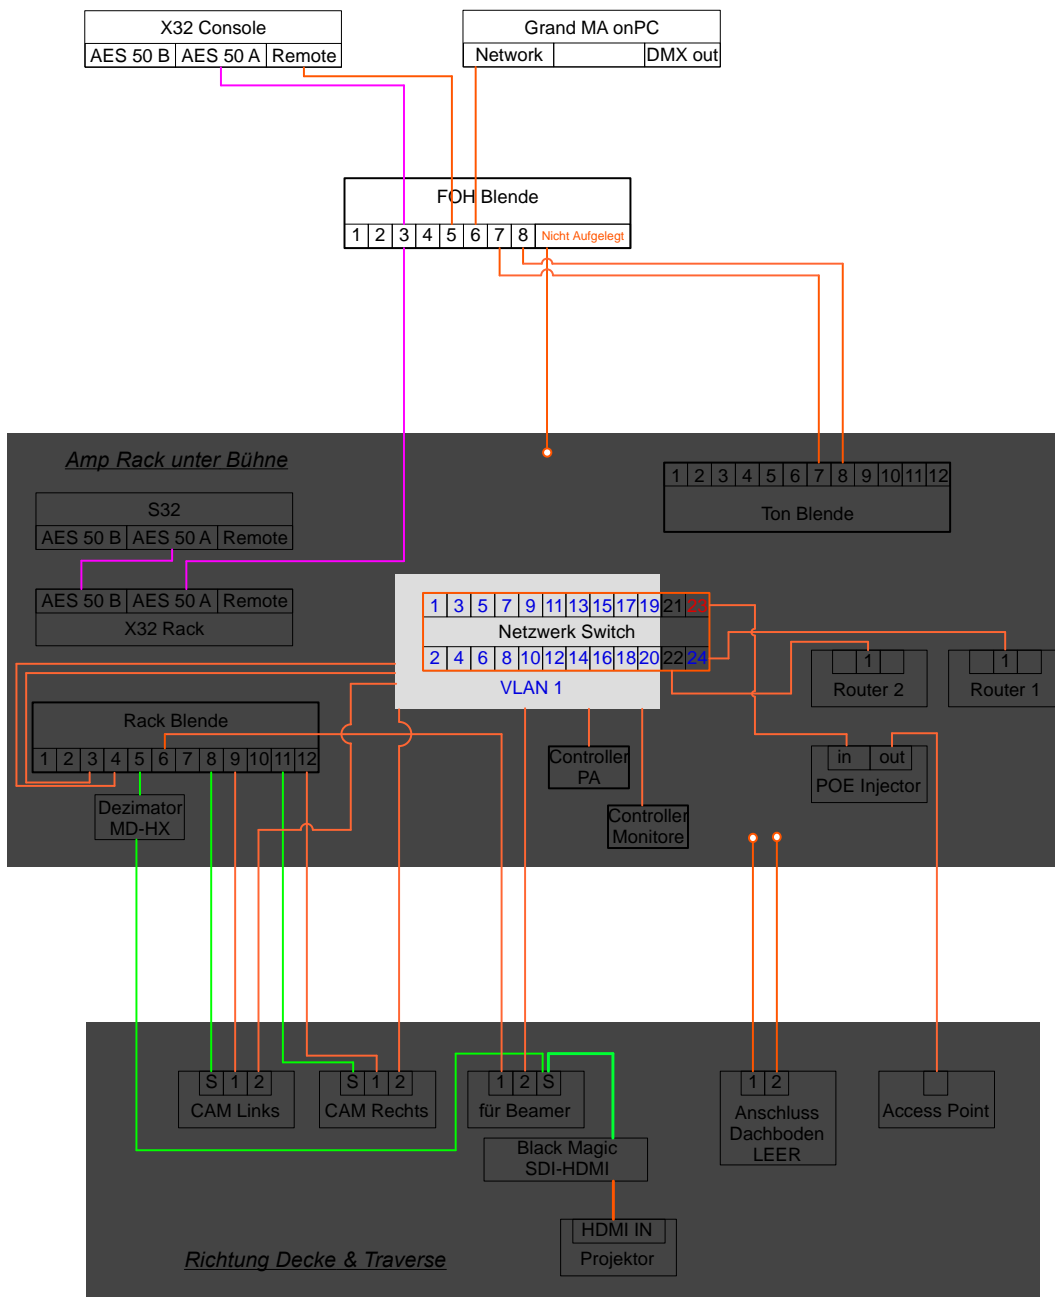 X32 Console
AES 50 B AES 50 A Remote
Grand MA onPC
Network DMX out
FOH Blende
1 2 3 4 5 6 7 8 Nicht Aufgelegt
Amp Rack unter Bühne
1 2 3 4 5 6 7 8 9 10 11 12
Ton Blende
S32
AES 50 B AES 50 A Remote
AES 50 B AES 50 A Remote
X32 Rack
1 3 5 7 9 11 13 15 17 19 21 23
Netzwerk Switch
2 4 6 8 10 12 14 16 18 20 22 24
VLAN 1
1
Router 2
1
Router 1
Rack Blende
1 2 3 4 5 6 7 8 9 10 11 12
Dezimator
MD-HX
Controller
PA
Controller
Monitore
in out
POE Injector
S 1 2
CAM Links
S 1 2
CAM Rechts
1 2 S
für Beamer
1 2
Anschluss
Dachboden
LEER
Access Point
Black Magic
SDI-HDMI
HDMI IN
Projektor
Richtung Decke & Traverse